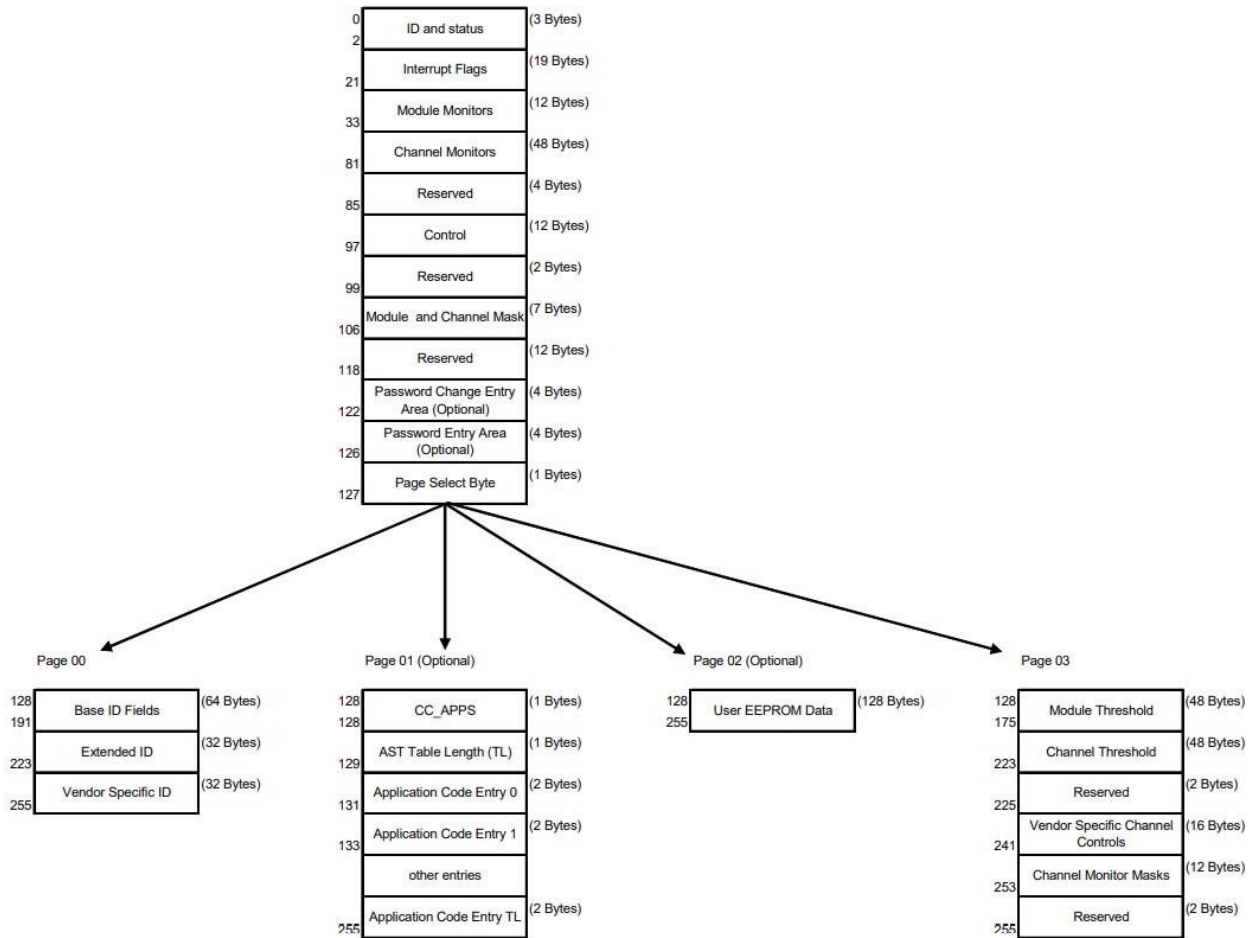 0
ID and status
(3 Bytes)
2
Interrupt Flags
(19 Bytes)
21
Module Monitors
(12 Bytes)
33
Channel Monitors
(48 Bytes)
81
Reserved
(4 Bytes)
85
Control
(12 Bytes)
97
Reserved
(2 Bytes)
99
Module and Channel Mask
(7 Bytes)
106
Reserved
(12 Bytes)
118
Password Change Entry
Area (Optional)
(4 Bytes)
122
Password Entry Area
(Optional)
(4 Bytes)
126
Page Select Byte
(1 Bytes)
127
Page 00
128
Base ID Fields
(64 Bytes)
191
Extended ID
(32 Bytes)
223
Vendor Specific ID
(32 Bytes)
255
Page 01 (Optional)
128
CC_APPS
(1 Bytes)
128
AST Table Length (TL)
(1 Bytes)
129
Application Code Entry 0
(2 Bytes)
131
Application Code Entry 1
(2 Bytes)
133
other entries
Application Code Entry TL
(2 Bytes)
255
Page 02 (Optional)
128
User EEPROM Data
(128 Bytes)
255
Page 03
128
Module Threshold
(48 Bytes)
175
Channel Threshold
(48 Bytes)
223
Reserved
(2 Bytes)
225
Vendor Specific Channel
Controls
(16 Bytes)
241
Channel Monitor Masks
(12 Bytes)
253
Reserved
(2 Bytes)
255